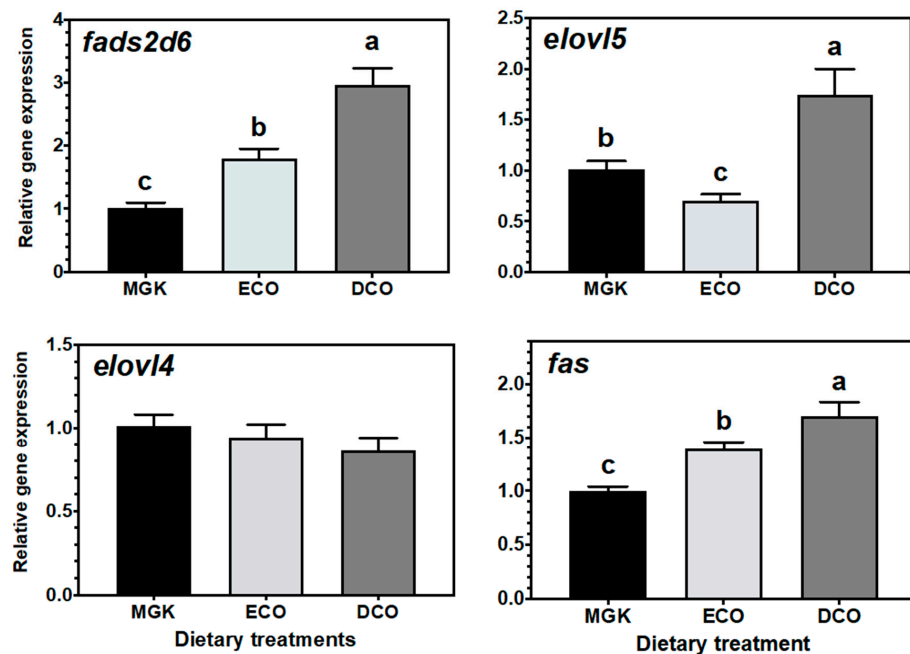 fads2d6
Relative gene expression
4
3
2
1
0
c
b
a
MGK ECO DCO
elovl5
2.5
2.0
1.5
1.0
0.5
0.0
b
c
a
MGK ECO DCO
elovl4
Relative gene expression
1.5
1.0
0.5
0.0
MGK ECO DCO
Dietary treatments
fas
2.0
1.5
1.0
0.5
0.0
c
b
a
MGK ECO DCO
Dietary treatment